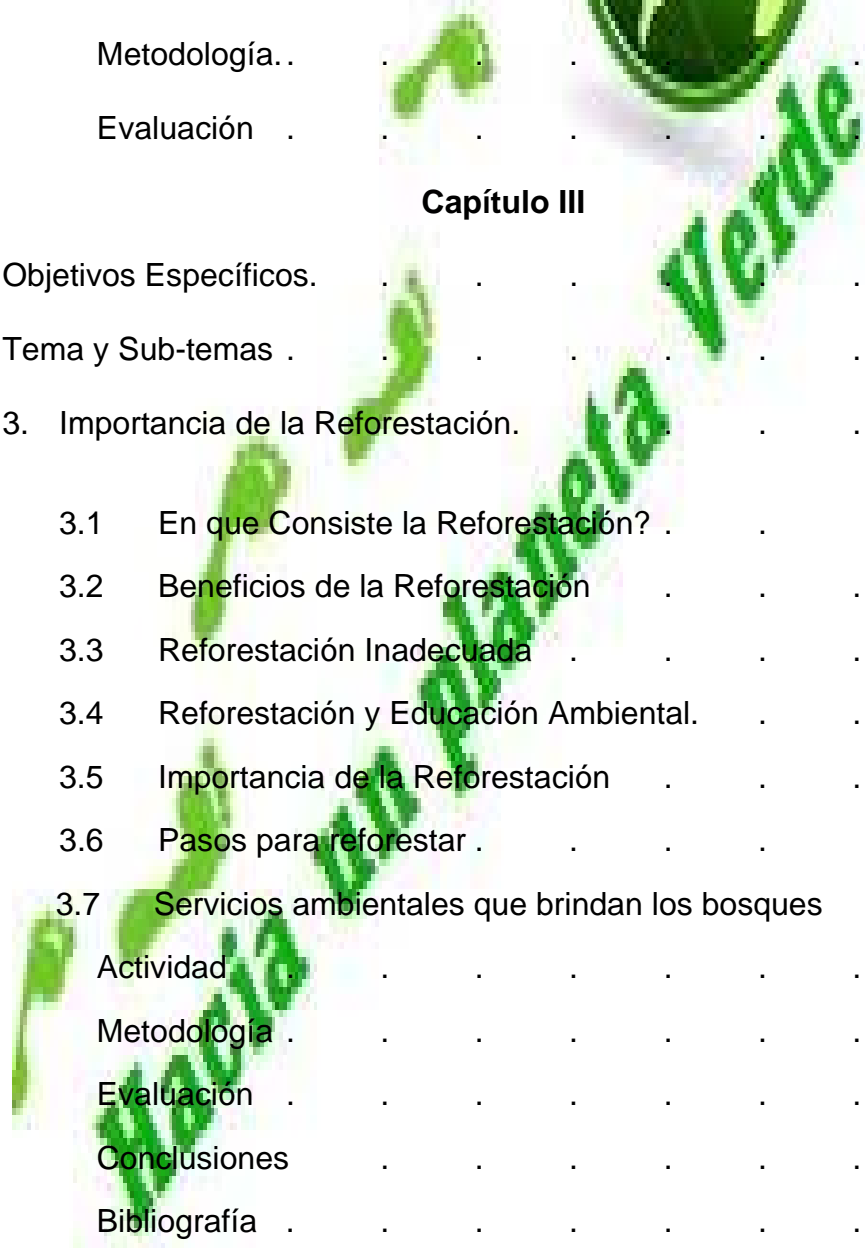 Metodología. . . . . . . .
Evaluación . . . . . . .
Capítulo III
Objetivos Específicos. . . . . . .
Tema y Sub-temas . . . . . . .
3. Importancia de la Reforestación. . . .
3.1 En que Consiste la Reforestación? . .
3.2 Beneficios de la Reforestación . . .
3.3 Reforestación Inadecuada . . . .
3.4 Reforestación y Educación Ambiental. . .
3.5 Importancia de la Reforestación . . .
3.6 Pasos para reforestar . . . .
3.7 Servicios ambientales que brindan los bosques
Actividad . . . . . . .
Metodología . . . . . . .
Evaluación . . . . . . .
Conclusiones . . . . . .
Bibliografía . . . . . . .
Hacia un Planeta Verde